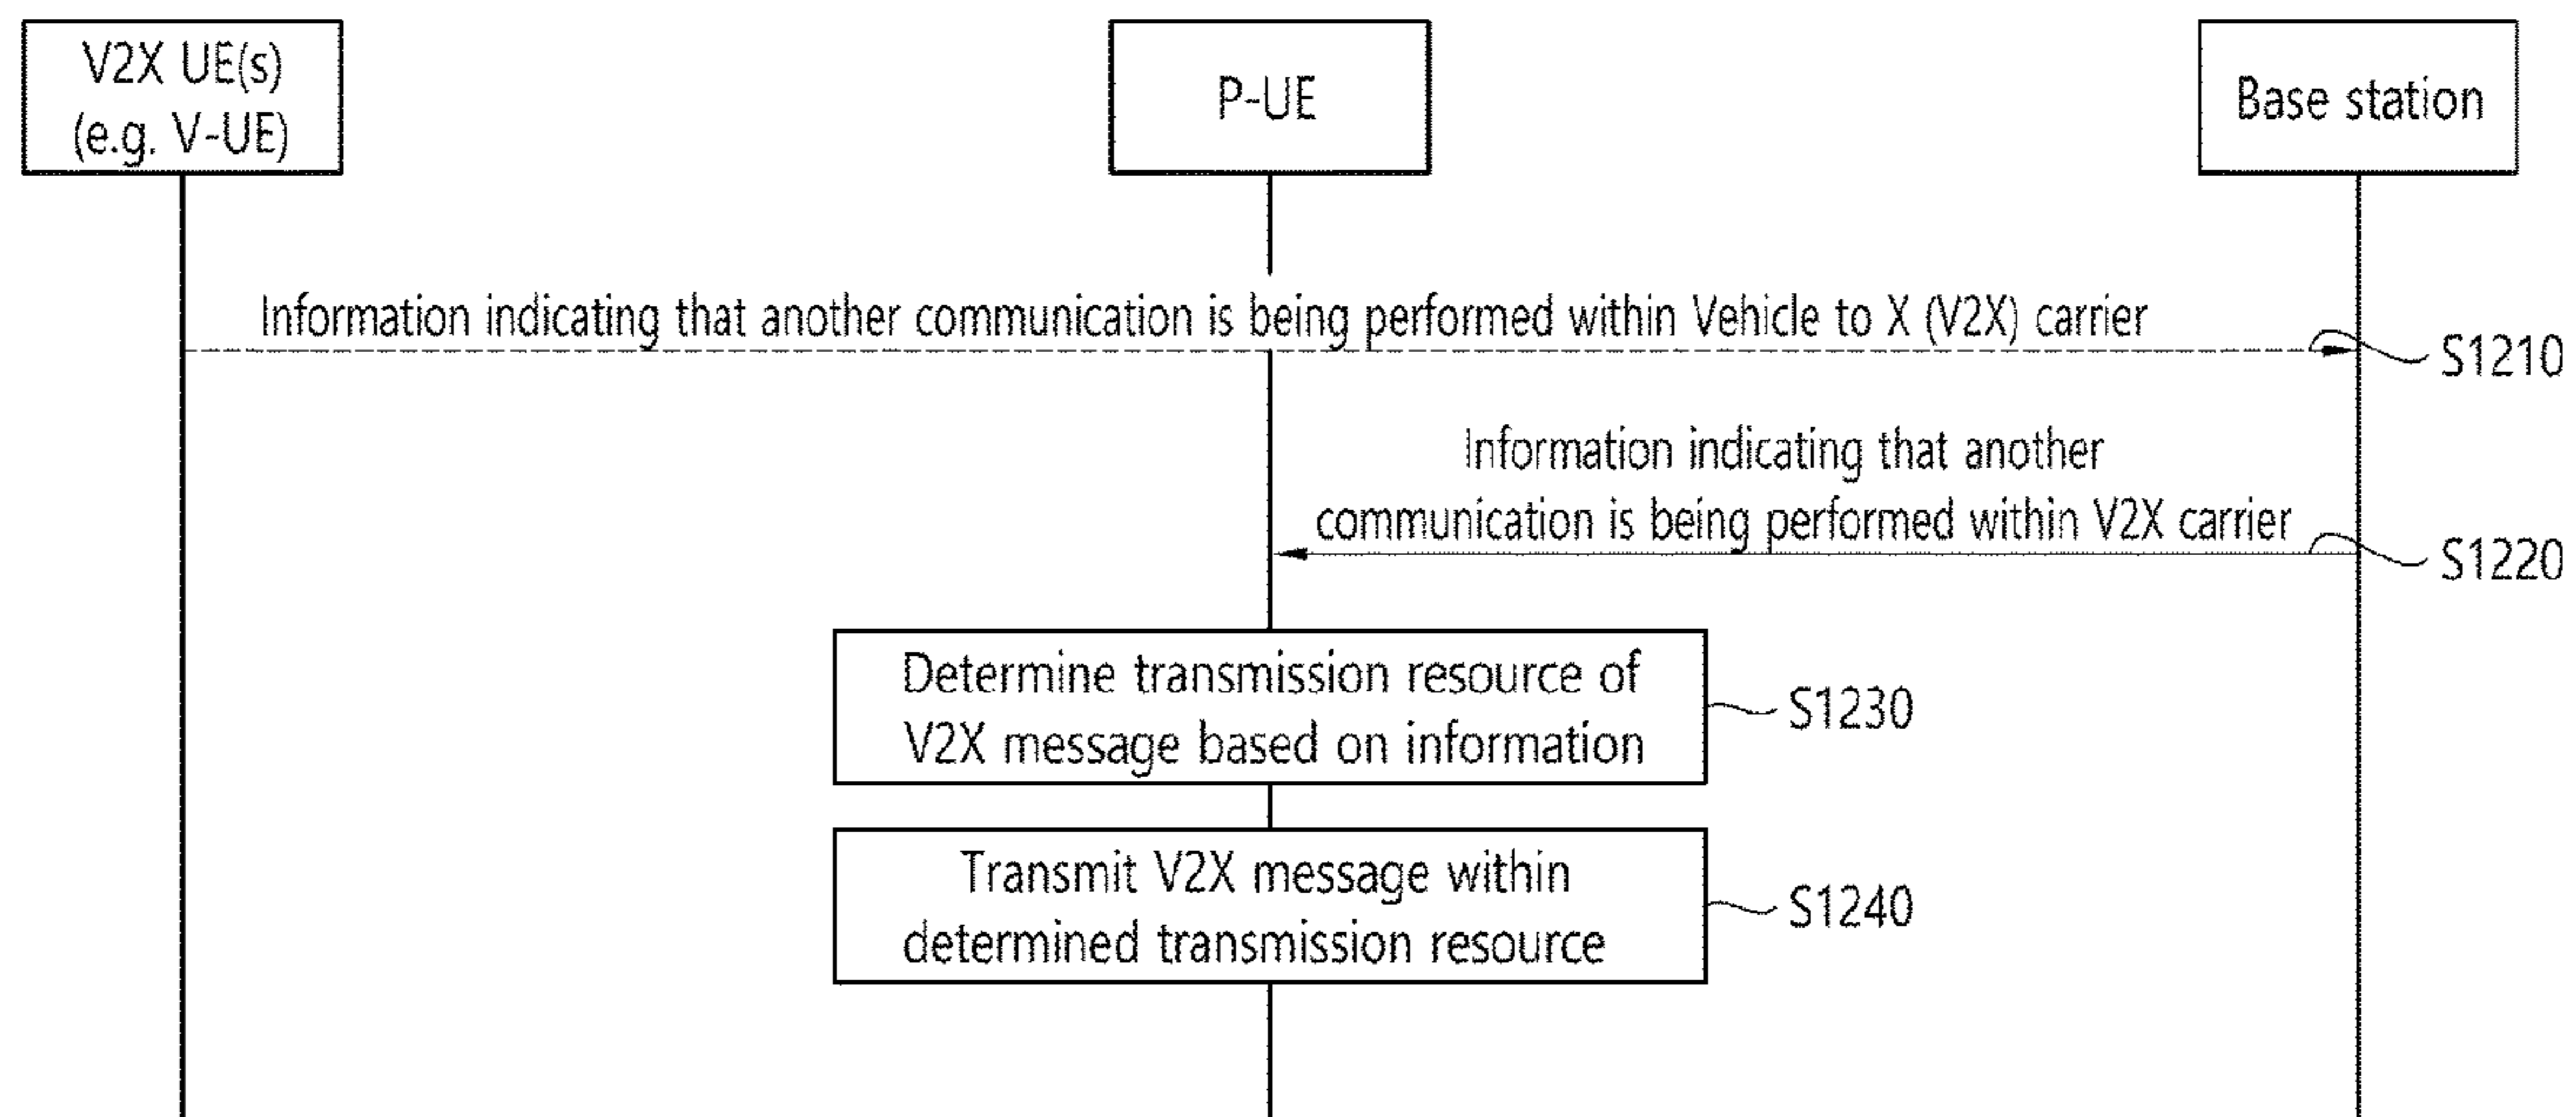 V2X UE(s)
(e.g. V-UE)
P-UE
Base station
Information indicating that another communication is being performed within Vehicle to X (V2X) carrier
S1210
Information indicating that another
communication is being performed within V2X carrier
S1220
Determine transmission resource of
V2X message based on information
S1230
Transmit V2X message within
determined transmission resource
S1240